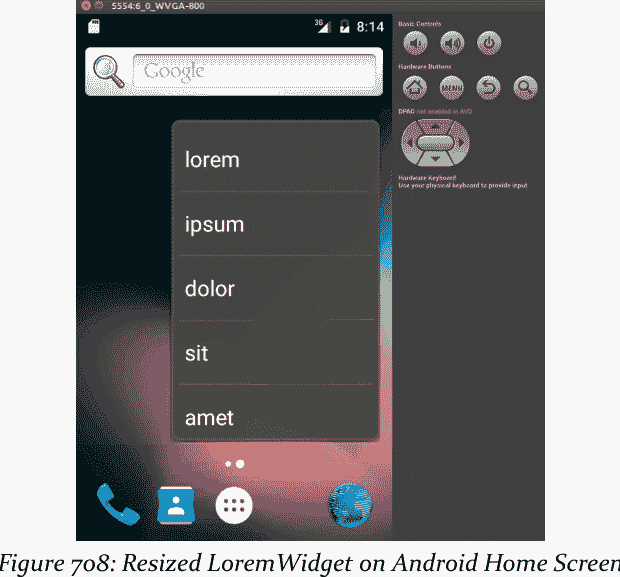 5554:6_0_WVGA-800
3G 8:14
Google
lorem
ipsum
dolor
sit
amet
Basic Controls
Hardware Buttons
MENU
DPAD not enabled in AVD
Hardware Keyboard
Use your physical keyboard to provide input
Figure 708: Resized LoremWidget on Android Home Screen